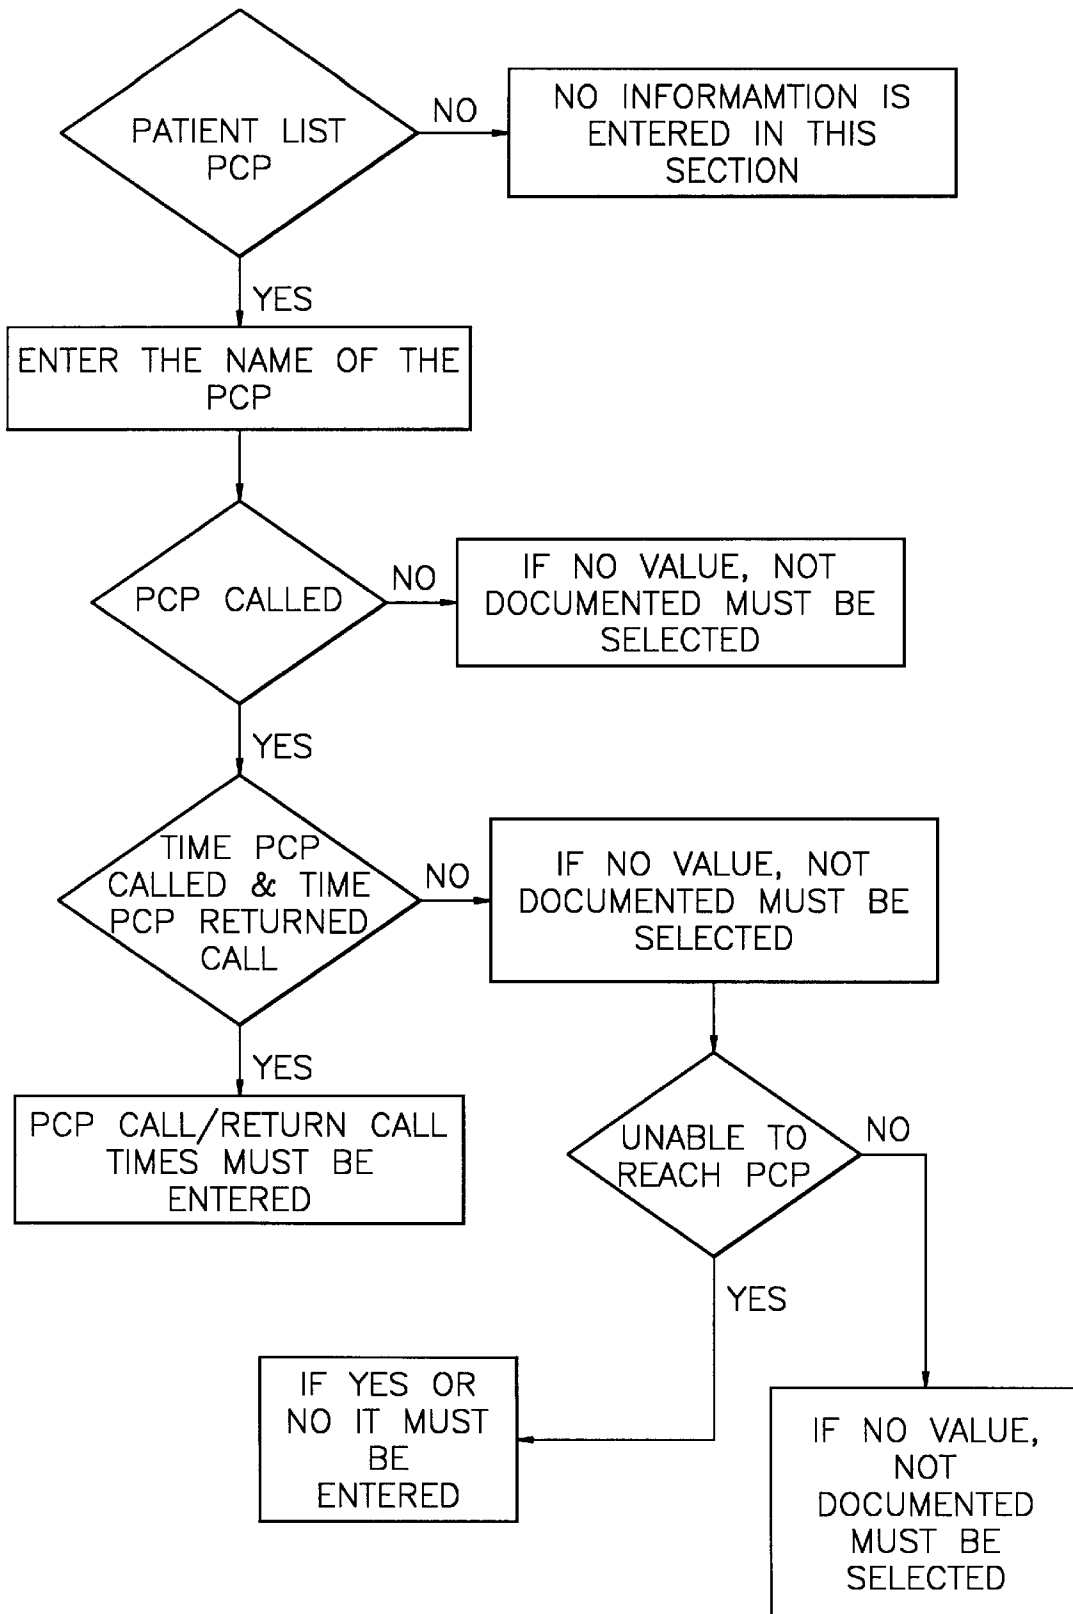 PATIENT LIST
PCP
NO
NO INFORMAMTION IS
ENTERED IN THIS
SECTION
YES
ENTER THE NAME OF THE
PCP
PCP CALLED
NO
IF NO VALUE, NOT
DOCUMENTED MUST BE
SELECTED
YES
TIME PCP
CALLED & TIME
PCP RETURNED
CALL
NO
IF NO VALUE, NOT
DOCUMENTED MUST BE
SELECTED
YES
PCP CALL/RETURN CALL
TIMES MUST BE
ENTERED
UNABLE TO
REACH PCP
NO
YES
IF YES OR
NO IT MUST
BE
ENTERED
IF NO VALUE,
NOT
DOCUMENTED
MUST BE
SELECTED